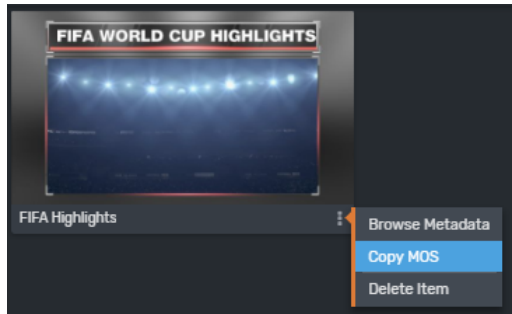 FIFA WORLD CUP HIGHLIGHTS
FIFA Highlights
Browse Metadata
Copy MOS
Delete Item